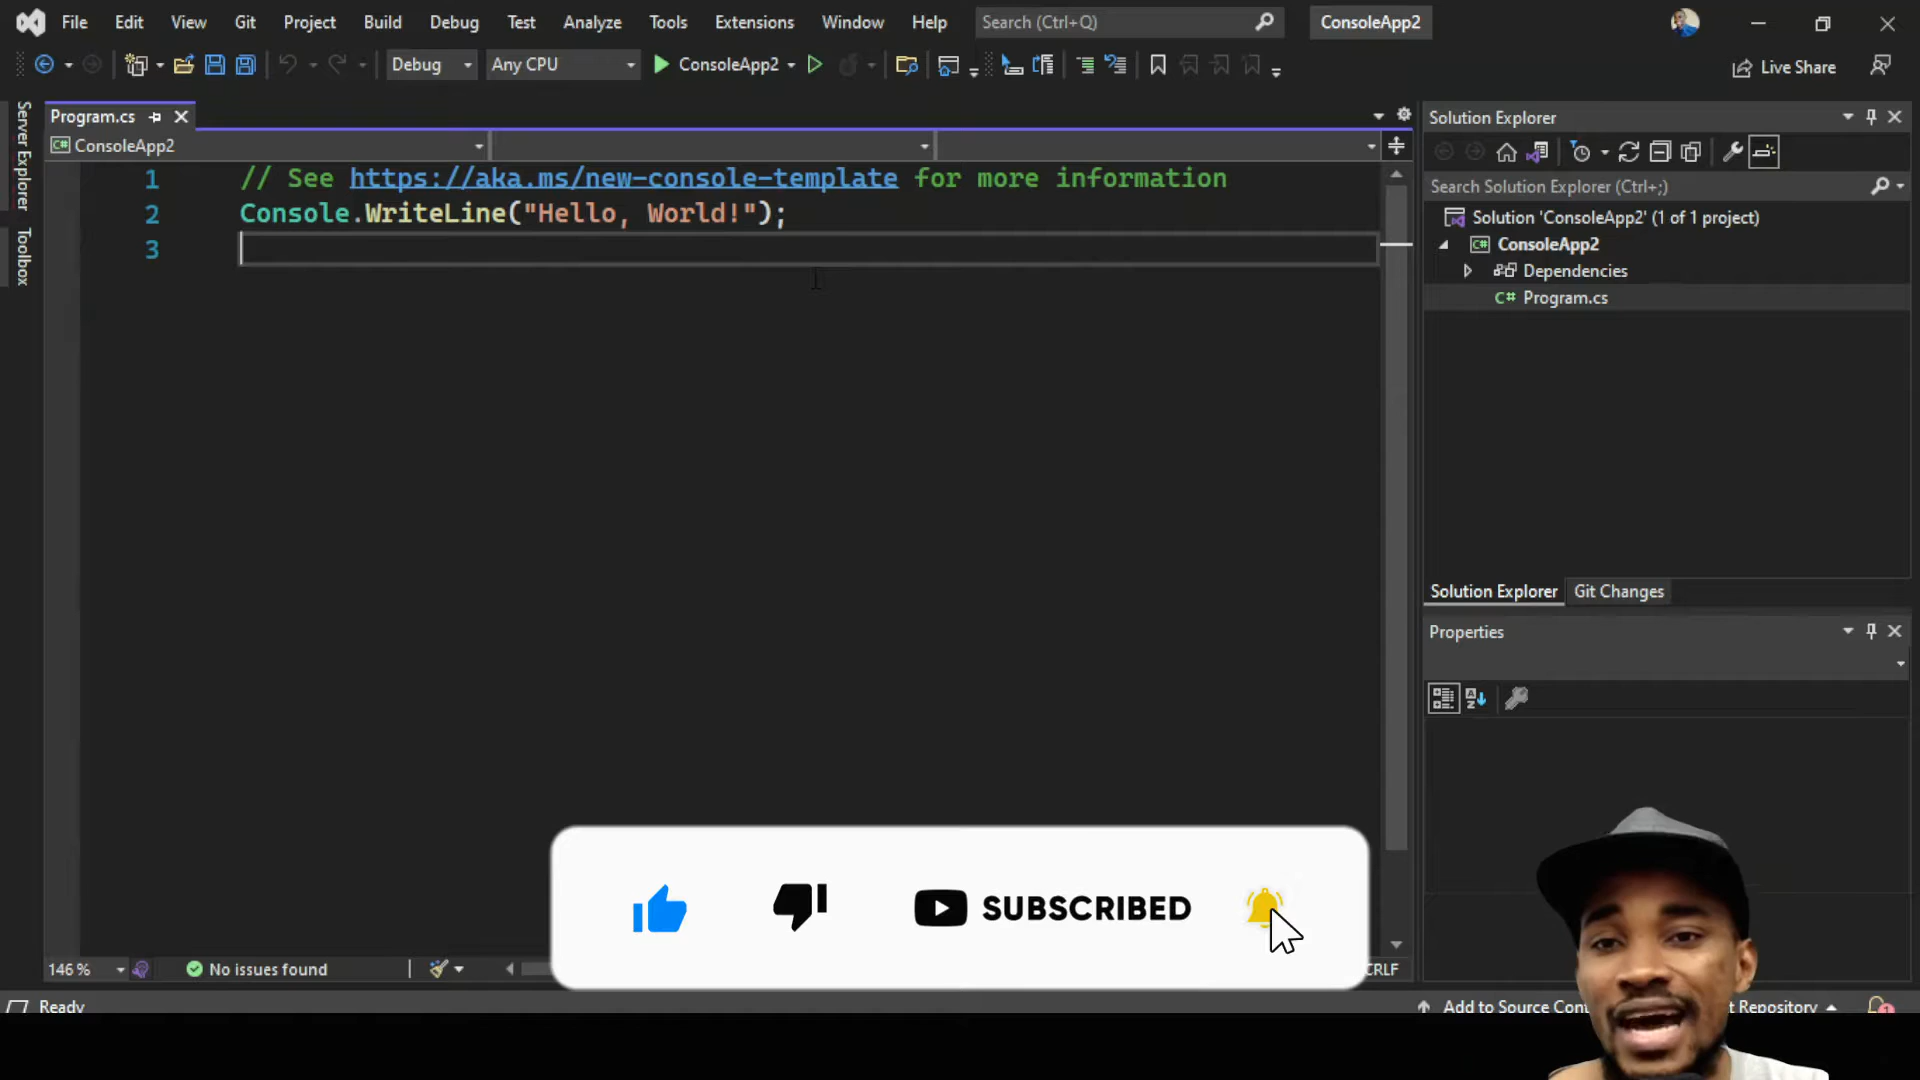 File Edit View Git Project Build Debug Test Analyze Tools Extensions Window Help Search (Ctrl+Q) ConsoleApp2
Debug Any CPU ConsoleApp2 Live Share
Server Explorer
Toolbox
Program.cs
ConsoleApp2
1 // See https://aka.ms/new-console-template for more information
2 Console.WriteLine("Hello, World!");
3
Solution Explorer
Search Solution Explorer (Ctrl+;)
Solution 'ConsoleApp2' (1 of 1 project)
ConsoleApp2
Dependencies
C# Program.cs
Solution Explorer Git Changes
Properties
SUBSCRIBED
146 % No issues found CRLF
Ready Add to Source Cont t Repository 1